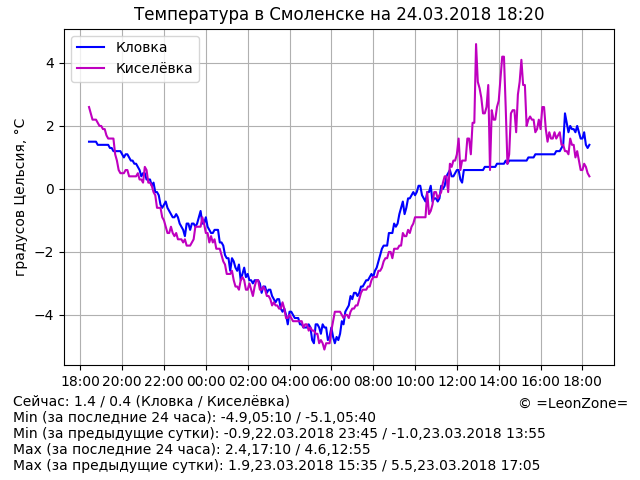 Температура в Смоленске на 24.03.2018 18:20
Кловка
Киселёвка
градусов Цельсия, °C
4
2
0
−2
−4
18:00 20:00 22:00 00:00 02:00 04:00 06:00 08:00 10:00 12:00 14:00 16:00 18:00
Сейчас: 1.4 / 0.4 (Кловка / Киселёвка)
© =LeonZone=
Min (за последние 24 часа): -4.9,05:10 / -5.1,05:40
Min (за предыдущие сутки): -0.9,22.03.2018 23:45 / -1.0,23.03.2018 13:55
Max (за последние 24 часа): 2.4,17:10 / 4.6,12:55
Max (за предыдущие сутки): 1.9,23.03.2018 15:35 / 5.5,23.03.2018 17:05